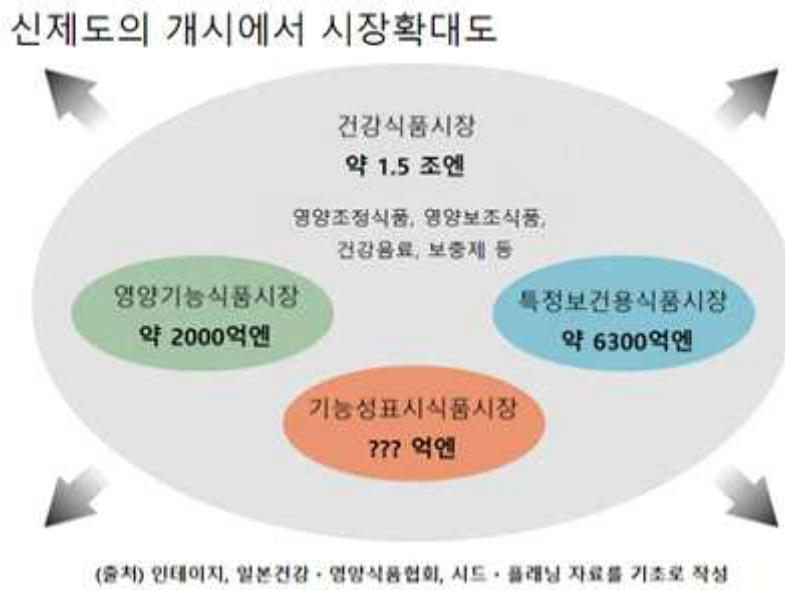 신제도의 개시에서 시장확대도
건강식품시장
약 1.5 조엔
영양조정식품, 영양보조식품,
건강음료, 보충제 등
영양기능식품시장
약 2000억엔
특정보건용식품시장
약 6300억엔
기능성표시식품시장
??? 억엔
(출처) 인테이지, 일본건강・영양식품협회, 시드・플래닝 자료를 기초로 작성